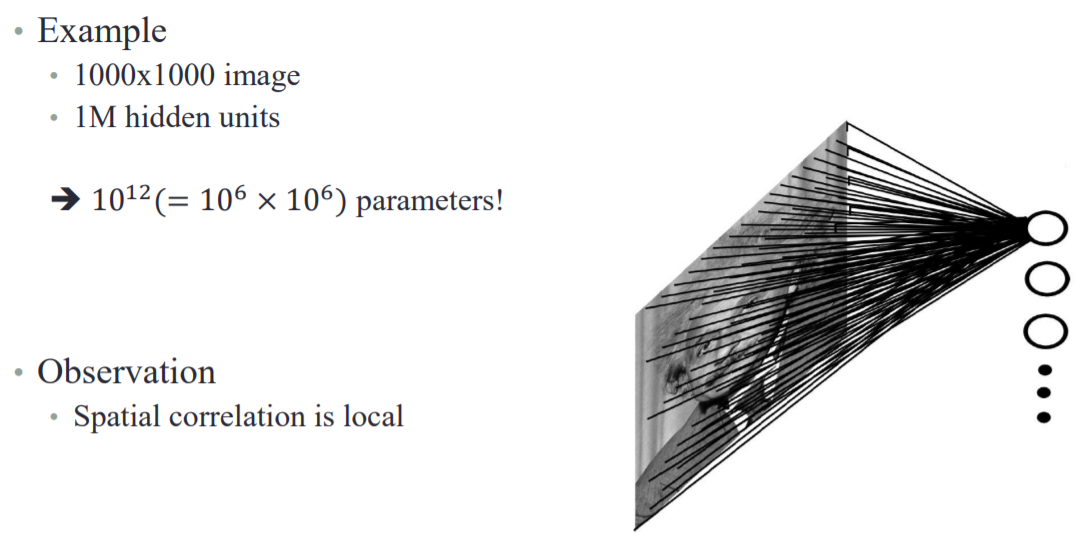 • Example
• 1000x1000 image
• 1M hidden units
➔ 10¹²(= 10⁶ × 10⁶) parameters!
• Observation
• Spatial correlation is local